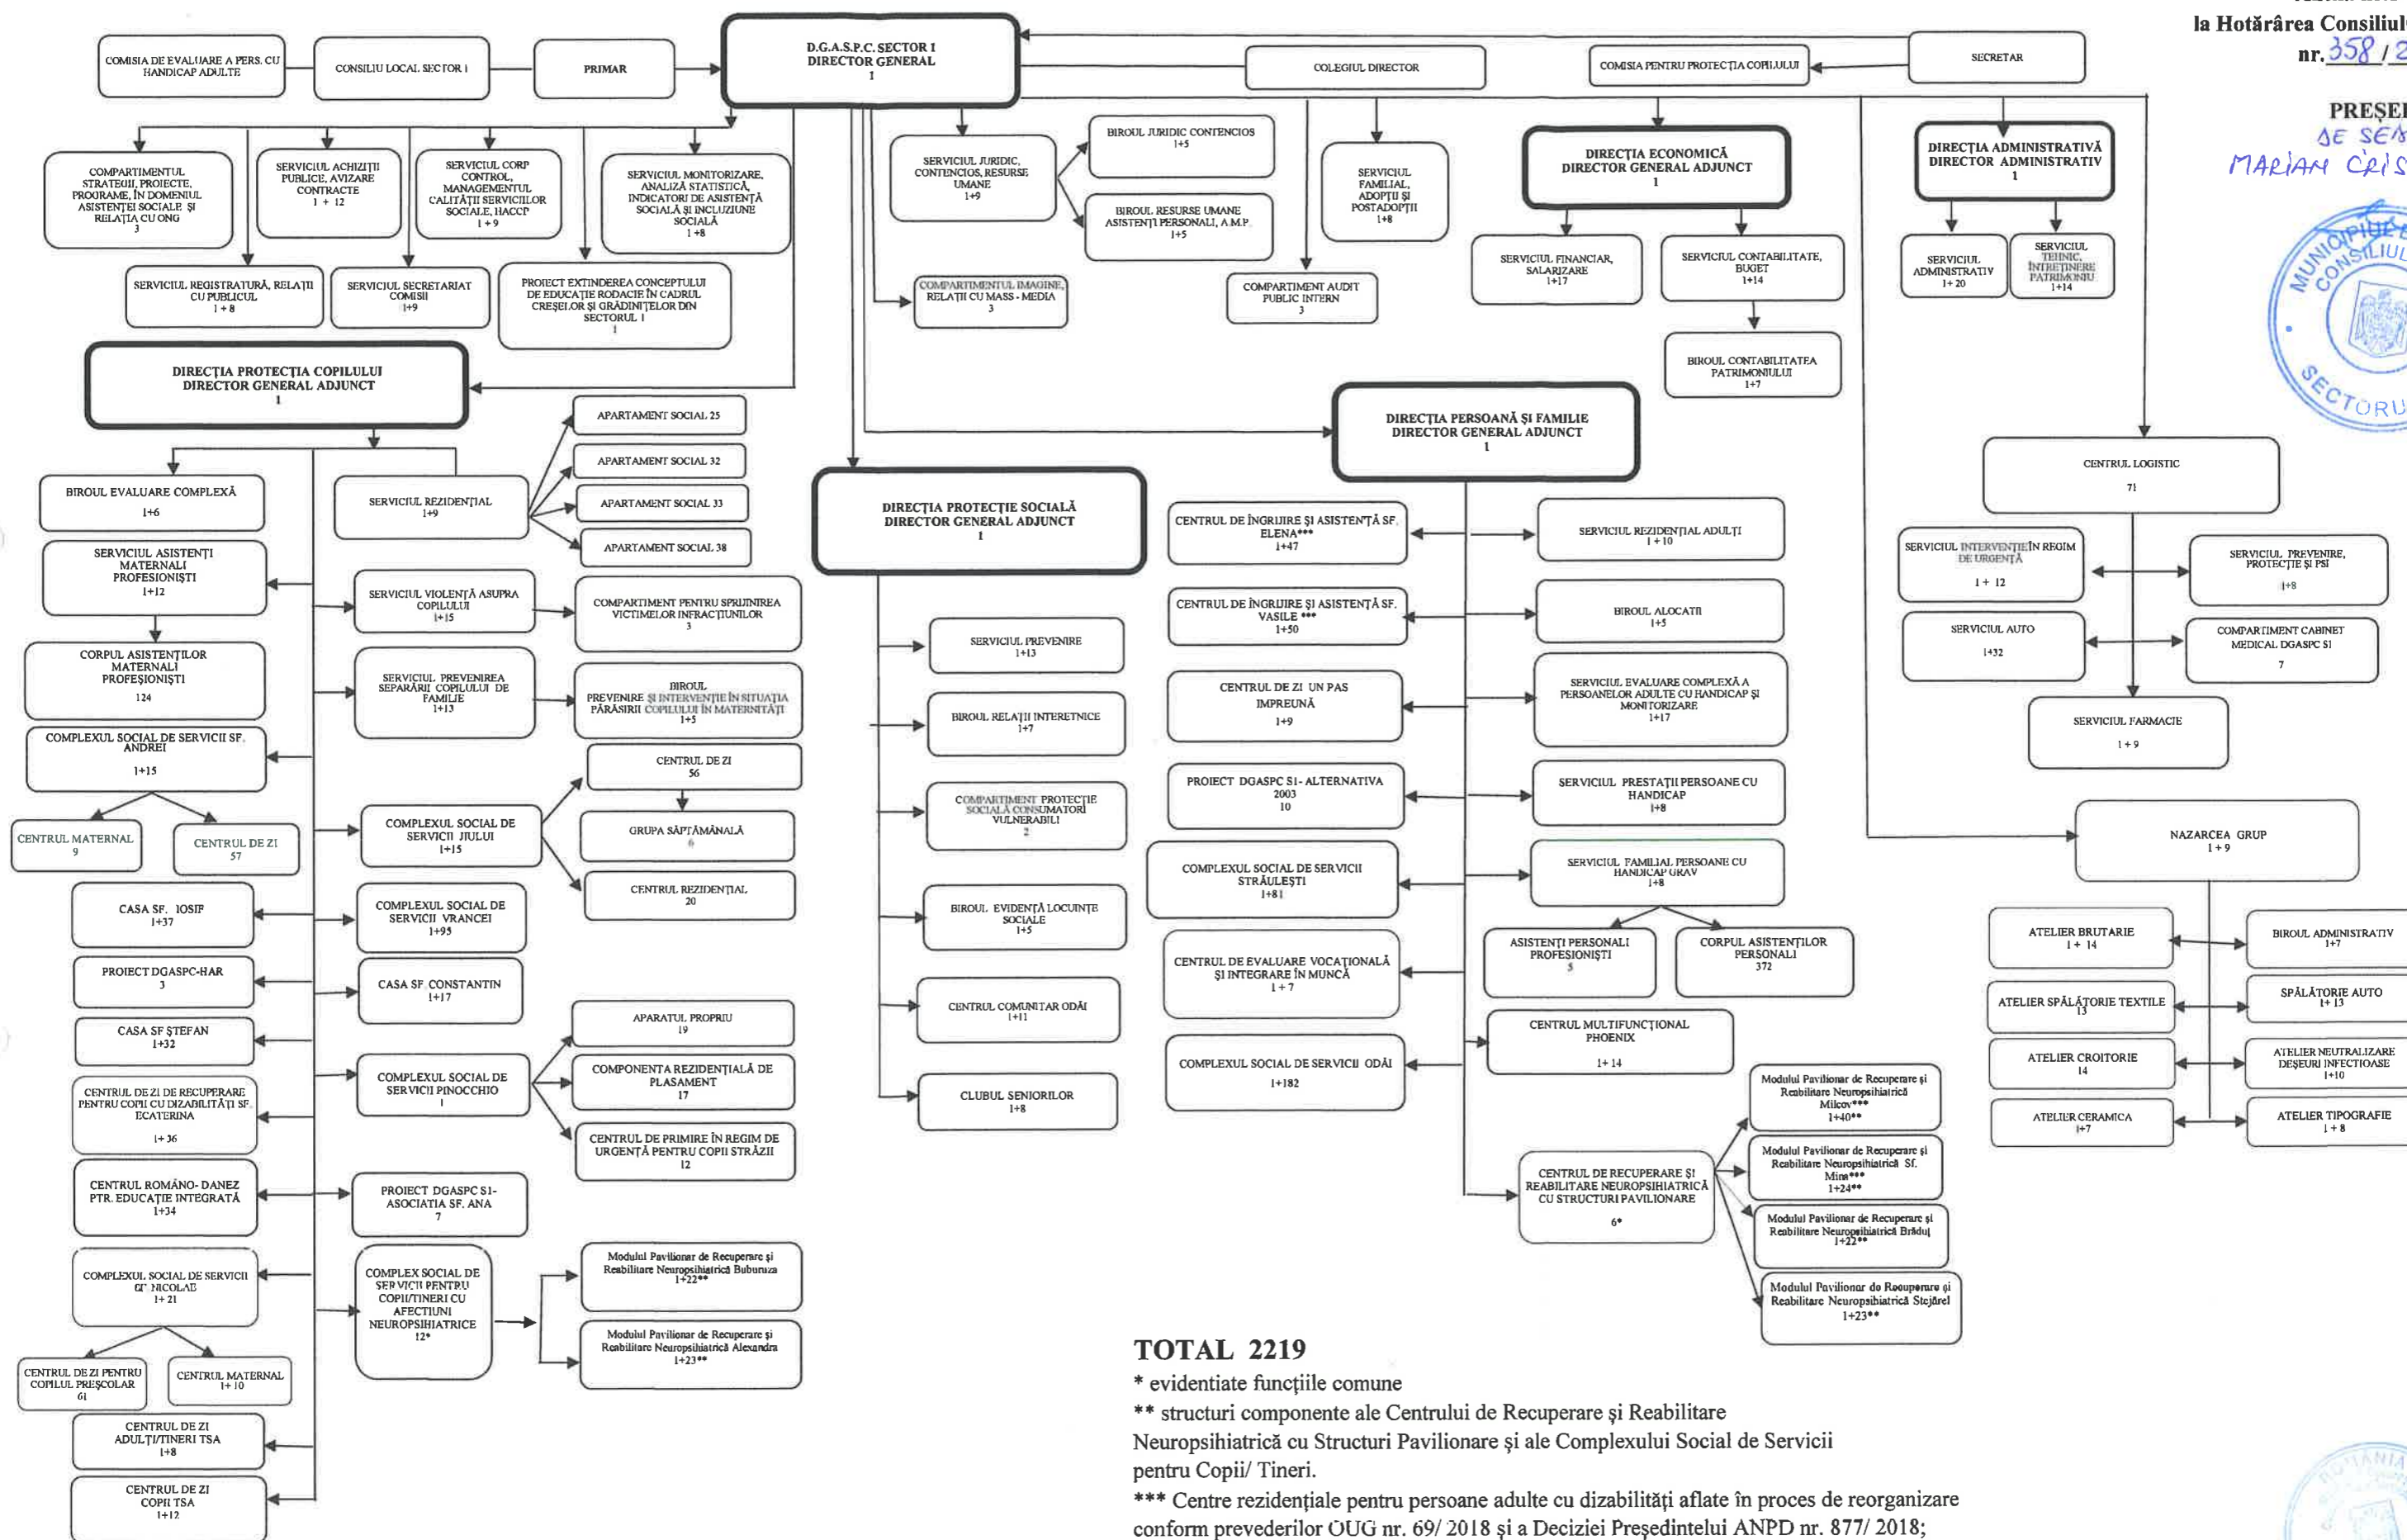 la Hotărârea Consiliul
nr. 358 / 2
PREȘE
DE SE
MARIAN CRIS
MUNICIPIUL
CONSILIUL
SECTORU
COMISIA DE EVALUARE A PERS. CU
HANDICAP ADULTE
CONSILIU LOCAL SECTOR 1
PRIMAR
D.G.A.S.P.C. SECTOR 1
DIRECTOR GENERAL
1
COLEGIUL DIRECTOR
COMISIA PENTRU PROTECȚIA COPILULUI
SECRETAR
COMPARTIMENTUL
STRATEGII, PROIECTE,
PROGRAME, ÎN DOMENIUL
ASISTENȚEI SOCIALE ȘI
RELAȚIA CU ONG
3
SERVICIUL ACHIZIȚII
PUBLICE, AVIZARE
CONTRACTE
1 + 12
SERVICIUL CORP
CONTROL,
MANAGEMENTUL
CALITĂȚII SERVICIILOR
SOCIALE, HACCP
1 + 9
SERVICIUL MONITORIZARE,
ANALIZĂ STATISTICĂ,
INDICATORI DE ASISTENȚĂ
SOCIALĂ ȘI INCLUZIUNE
SOCIALĂ
1 +8
SERVICIUL REGISTRATURĂ, RELAȚII
CU PUBLICUL
1 + 8
SERVICIUL SECRETARIAT
COMISII
1+9
PROIECT EXTINDEREA CONCEPTULUI
DE EDUCAȚIE RODACIE ÎN CADRUL
CREȘELOR ȘI GRĂDINIȚELOR DIN
SECTORUL 1
1
SERVICIUL JURIDIC,
CONTENCIOS, RESURSE
UMANE
1+9
BIROUL JURIDIC CONTENCIOS
1+5
BIROUL RESURSE UMANE
ASISTENȚI PERSONALI, A.M.P.
1+5
COMPARTIMENTUL IMAGINE,
RELAȚII CU MASS - MEDIA
3
COMPARTIMENT AUDIT
PUBLIC INTERN
3
SERVICIUL
FAMILIAL,
ADOPȚII ȘI
POSTADOPȚII
1+8
DIRECȚIA ECONOMICĂ
DIRECTOR GENERAL ADJUNCT
1
SERVICIUL FINANCIAR,
SALARIZARE
1+17
SERVICIUL CONTABILITATE,
BUGET
1+14
BIROUL CONTABILITATEA
PATRIMONIULUI
1+7
DIRECȚIA ADMINISTRATIVĂ
DIRECTOR ADMINISTRATIV
1
SERVICIUL
ADMINISTRATIV
1+ 20
SERVICIUL
TEHNIC,
ÎNTREȚINERE
PATRIMONIU
1+14
DIRECȚIA PROTECȚIA COPILULUI
DIRECTOR GENERAL ADJUNCT
1
BIROUL EVALUARE COMPLEXĂ
1+6
SERVICIUL ASISTENȚI
MATERNALI
PROFESIONIȘTI
1+12
CORPUL ASISTENȚILOR
MATERNALI
PROFESIONIȘTI
124
COMPLEXUL SOCIAL DE SERVICII SF.
ANDREI
1+15
CENTRUL MATERNAL
9
CENTRUL DE ZI
57
CASA SF. IOSIF
1+37
PROIECT DGASPC-HAR
3
CASA SF ȘTEFAN
1+32
CENTRUL DE ZI DE RECUPERARE
PENTRU COPII CU DIZABILITĂȚI SF.
ECATERINA
1+ 36
CENTRUL ROMÂNO- DANEZ
PTR. EDUCAȚIE INTEGRATĂ
1+34
COMPLEXUL SOCIAL DE SERVICII
SF. NICOLAE
1+ 21
CENTRUL DE ZI PENTRU
COPILUL PREȘCOLAR
61
CENTRUL MATERNAL
1+ 10
CENTRUL DE ZI
ADULȚI/TINERI TSA
1+8
CENTRUL DE ZI
COPII TSA
1+12
SERVICIUL REZIDENȚIAL
1+9
APARTAMENT SOCIAL 25
APARTAMENT SOCIAL 32
APARTAMENT SOCIAL 33
APARTAMENT SOCIAL 38
SERVICIUL VIOLENȚĂ ASUPRA
COPILULUI
1+15
COMPARTIMENT PENTRU SPRIJINIREA
VICTIMELOR INFRACȚIUNILOR
3
SERVICIUL PREVENIREA
SEPARĂRII COPILULUI DE
FAMILIE
1+13
BIROUL
PREVENIRE ȘI INTERVENȚIE ÎN SITUAȚIA
PĂRĂSIRII COPILULUI ÎN MATERNITĂȚI
1+5
COMPLEXUL SOCIAL DE
SERVICII JIULUI
1+15
CENTRUL DE ZI
56
GRUPA SĂPTĂMÂNALĂ
6
CENTRUL REZIDENȚIAL
20
COMPLEXUL SOCIAL DE
SERVICII VRANCEI
1+95
CASA SF. CONSTANTIN
1+17
COMPLEXUL SOCIAL DE
SERVICII PINOCCHIO
1
APARATUL PROPRIU
19
COMPONENTA REZIDENȚIALĂ DE
PLASAMENT
17
CENTRUL DE PRIMIRE ÎN REGIM DE
URGENȚĂ PENTRU COPII STRĂZII
12
PROIECT DGASPC S1-
ASOCIATIA SF. ANA
7
COMPLEX SOCIAL DE
SERVICII PENTRU
COPII/TINERI CU
AFECTIUNI
NEUROPSIHIATRICE
12*
Modulul Pavilionar de Recuperare și
Reabilitare Neuropsihiatrică Buburuza
1+22**
Modulul Pavilionar de Recuperare și
Reabilitare Neuropsihiatrică Alexandra
1+23**
DIRECȚIA PROTECȚIE SOCIALĂ
DIRECTOR GENERAL ADJUNCT
1
SERVICIUL PREVENIRE
1+13
BIROUL RELAȚII INTERETNICE
1+7
COMPARTIMENT PROTECȚIE
SOCIALĂ CONSUMATORI
VULNERABILI
2
BIROUL EVIDENȚĂ LOCUINȚE
SOCIALE
1+5
CENTRUL COMUNITAR ODĂI
1+11
CLUBUL SENIORILOR
1+8
DIRECȚIA PERSOANĂ ȘI FAMILIE
DIRECTOR GENERAL ADJUNCT
1
CENTRUL DE ÎNGRIJIRE ȘI ASISTENȚĂ SF.
ELENA***
1+47
SERVICIUL REZIDENȚIAL ADULȚI
1 + 10
CENTRUL DE ÎNGRIJIRE ȘI ASISTENȚĂ SF.
VASILE ***
1+50
BIROUL ALOCATII
1+5
CENTRUL DE ZI UN PAS
IMPREUNĂ
1+9
SERVICIUL EVALUARE COMPLEXĂ A
PERSOANELOR ADULTE CU HANDICAP ȘI
MONITORIZARE
1+17
PROIECT DGASPC S1- ALTERNATIVA
2003
10
SERVICIUL PRESTAȚII PERSOANE CU
HANDICAP
1+8
COMPLEXUL SOCIAL DE SERVICII
STRĂULEȘTI
1+81
SERVICIUL FAMILIAL PERSOANE CU
HANDICAP GRAV
1+8
ASISTENȚI PERSONALI
PROFESIONIȘTI
5
CORPUL ASISTENȚILOR
PERSONALI
372
CENTRUL DE EVALUARE VOCAȚIONALĂ
ȘI INTEGRARE ÎN MUNCĂ
1 + 7
CENTRUL MULTIFUNCȚIONAL
PHOENIX
1+ 14
COMPLEXUL SOCIAL DE SERVICII ODĂI
1+182
CENTRUL DE RECUPERARE ȘI
REABILITARE NEUROPSIHIATRICĂ
CU STRUCTURI PAVILIONARE
6*
Modulul Pavilionar de Recuperare și
Reabilitare Neuropsihiatrică
Milcov***
1+40**
Modulul Pavilionar de Recuperare și
Reabilitare Neuropsihiatrică Sf.
Mina***
1+24**
Modulul Pavilionar de Recuperare și
Reabilitare Neuropsihiatrică Brăduț
1+22**
Modulul Pavilionar de Recuperare și
Reabilitare Neuropsihiatrică Stejărel
1+23**
CENTRUL LOGISTIC
71
SERVICIUL INTERVENȚIE ÎN REGIM
DE URGENȚĂ
1 + 12
SERVICIUL PREVENIRE,
PROTECȚIE ȘI PSI
1+8
SERVICIUL AUTO
1+32
COMPARTIMENT CABINET
MEDICAL DGASPC S1
7
SERVICIUL FARMACIE
1 + 9
NAZARCEA GRUP
1 + 9
ATELIER BRUTARIE
1 + 14
BIROUL ADMINISTRATIV
1+7
ATELIER SPĂLĂTORIE TEXTILE
13
SPĂLĂTORIE AUTO
1+ 13
ATELIER CROITORIE
14
ATELIER NEUTRALIZARE
DEȘEURI INFECTIOASE
1+10
ATELIER CERAMICA
1+7
ATELIER TIPOGRAFIE
1 + 8
TOTAL 2219
* evidentiate funcțiile comune
** structuri componente ale Centrului de Recuperare și Reabilitare
Neuropsihiatrică cu Structuri Pavilionare și ale Complexului Social de Servicii
pentru Copii/ Tineri.
*** Centre rezidențiale pentru persoane adulte cu dizabilități aflate în proces de reorganizare
conform prevederilor OUG nr. 69/ 2018 și a Deciziei Președintelui ANPD nr. 877/ 2018;
ROMÂNIA